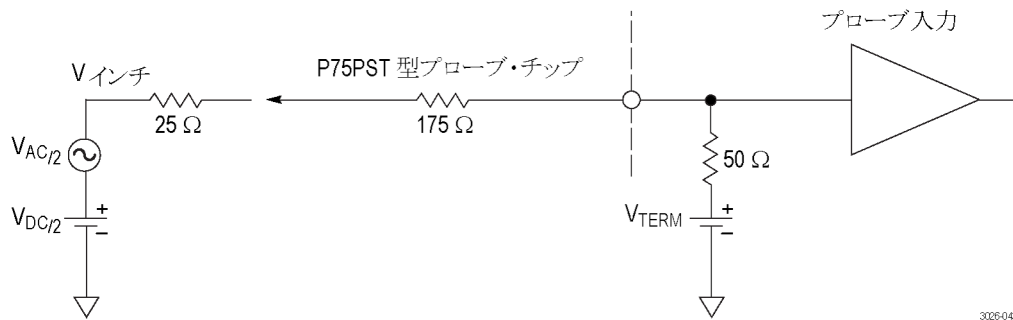 プローブ入力
V インチ
P75PST 型プローブ・チップ
25 Ω
175 Ω
VAC/2
50 Ω
+
VDC/2
−
VTERM
+
−
3026-04